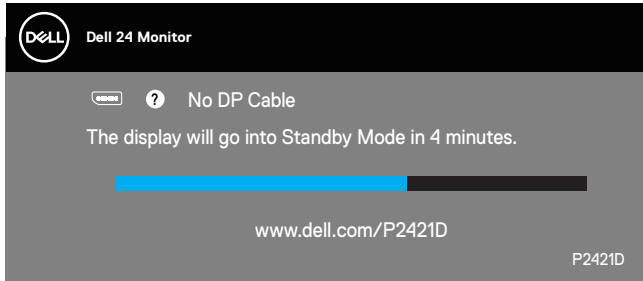 DELL
Dell 24 Monitor
? No DP Cable
The display will go into Standby Mode in 4 minutes.
www.dell.com/P2421D
P2421D